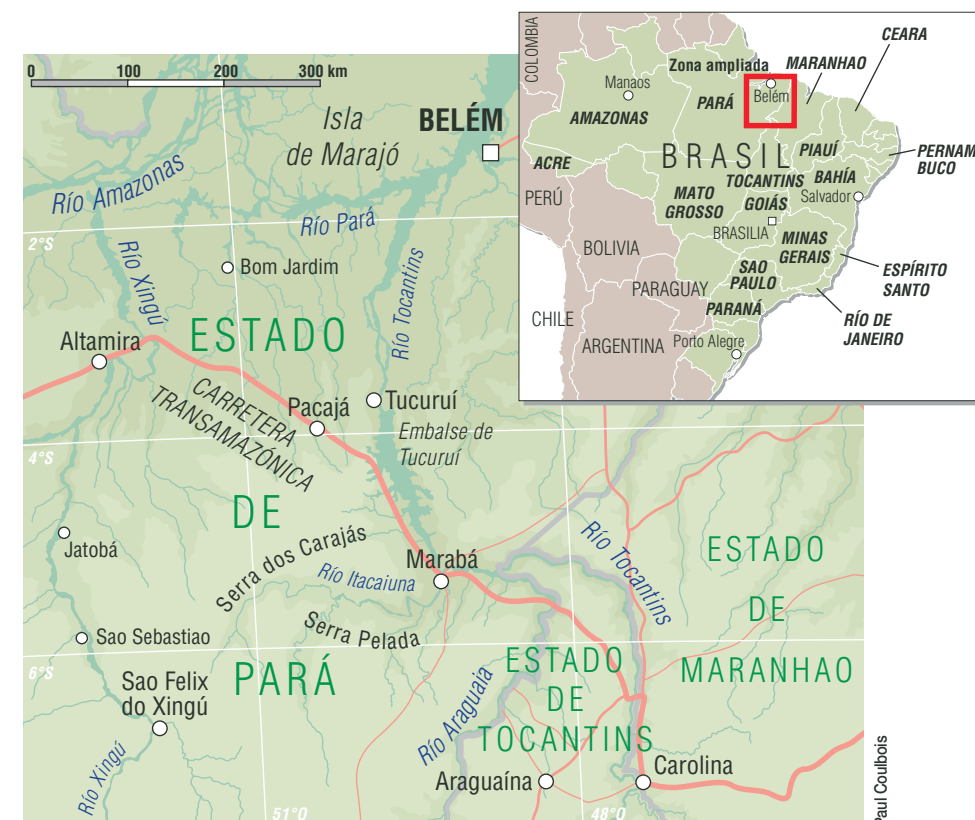 0 100 200 300 km
Isla
de Marajó
BELÉM
Río Amazonas
Río Pará
2°S
Río Xingú
Bom Jardim
Río Tocantins
Altamira
ESTADO
CARRETERA
TRANSAMAZÓNICA
Pacajá
Tucuruí
Embalse de
Tucuruí
4°S
DE
Jatobá
Serra dos Carajás
Río Itacaiuna
Marabá
Río Tocantins
ESTADO
DE
MARANHAO
Serra Pelada
Sao Sebastiao
6°S
PARÁ
Sao Felix
do Xingú
Río Xingú
Río Araguaia
ESTADO
DE
TOCANTINS
Araguaína
Carolina
51°O
48°O
Paul Coulbois
COLOMBIA
Zona ampliada
MARANHAO
CEARA
Manaos
Belém
PARÁ
AMAZONAS
ACRE
BRASIL
PIAUÍ
PERNAM
BUCO
PERÚ
TOCANTINS
BAHÍA
MATO
GROSSO
GOIÁS
Salvador
BRASILIA
BOLIVIA
MINAS
GERAIS
SAO
PAULO
ESPÍRITO
SANTO
PARAGUAY
PARANÁ
CHILE
RÍO DE
JANEIRO
ARGENTINA
Porto Alegre